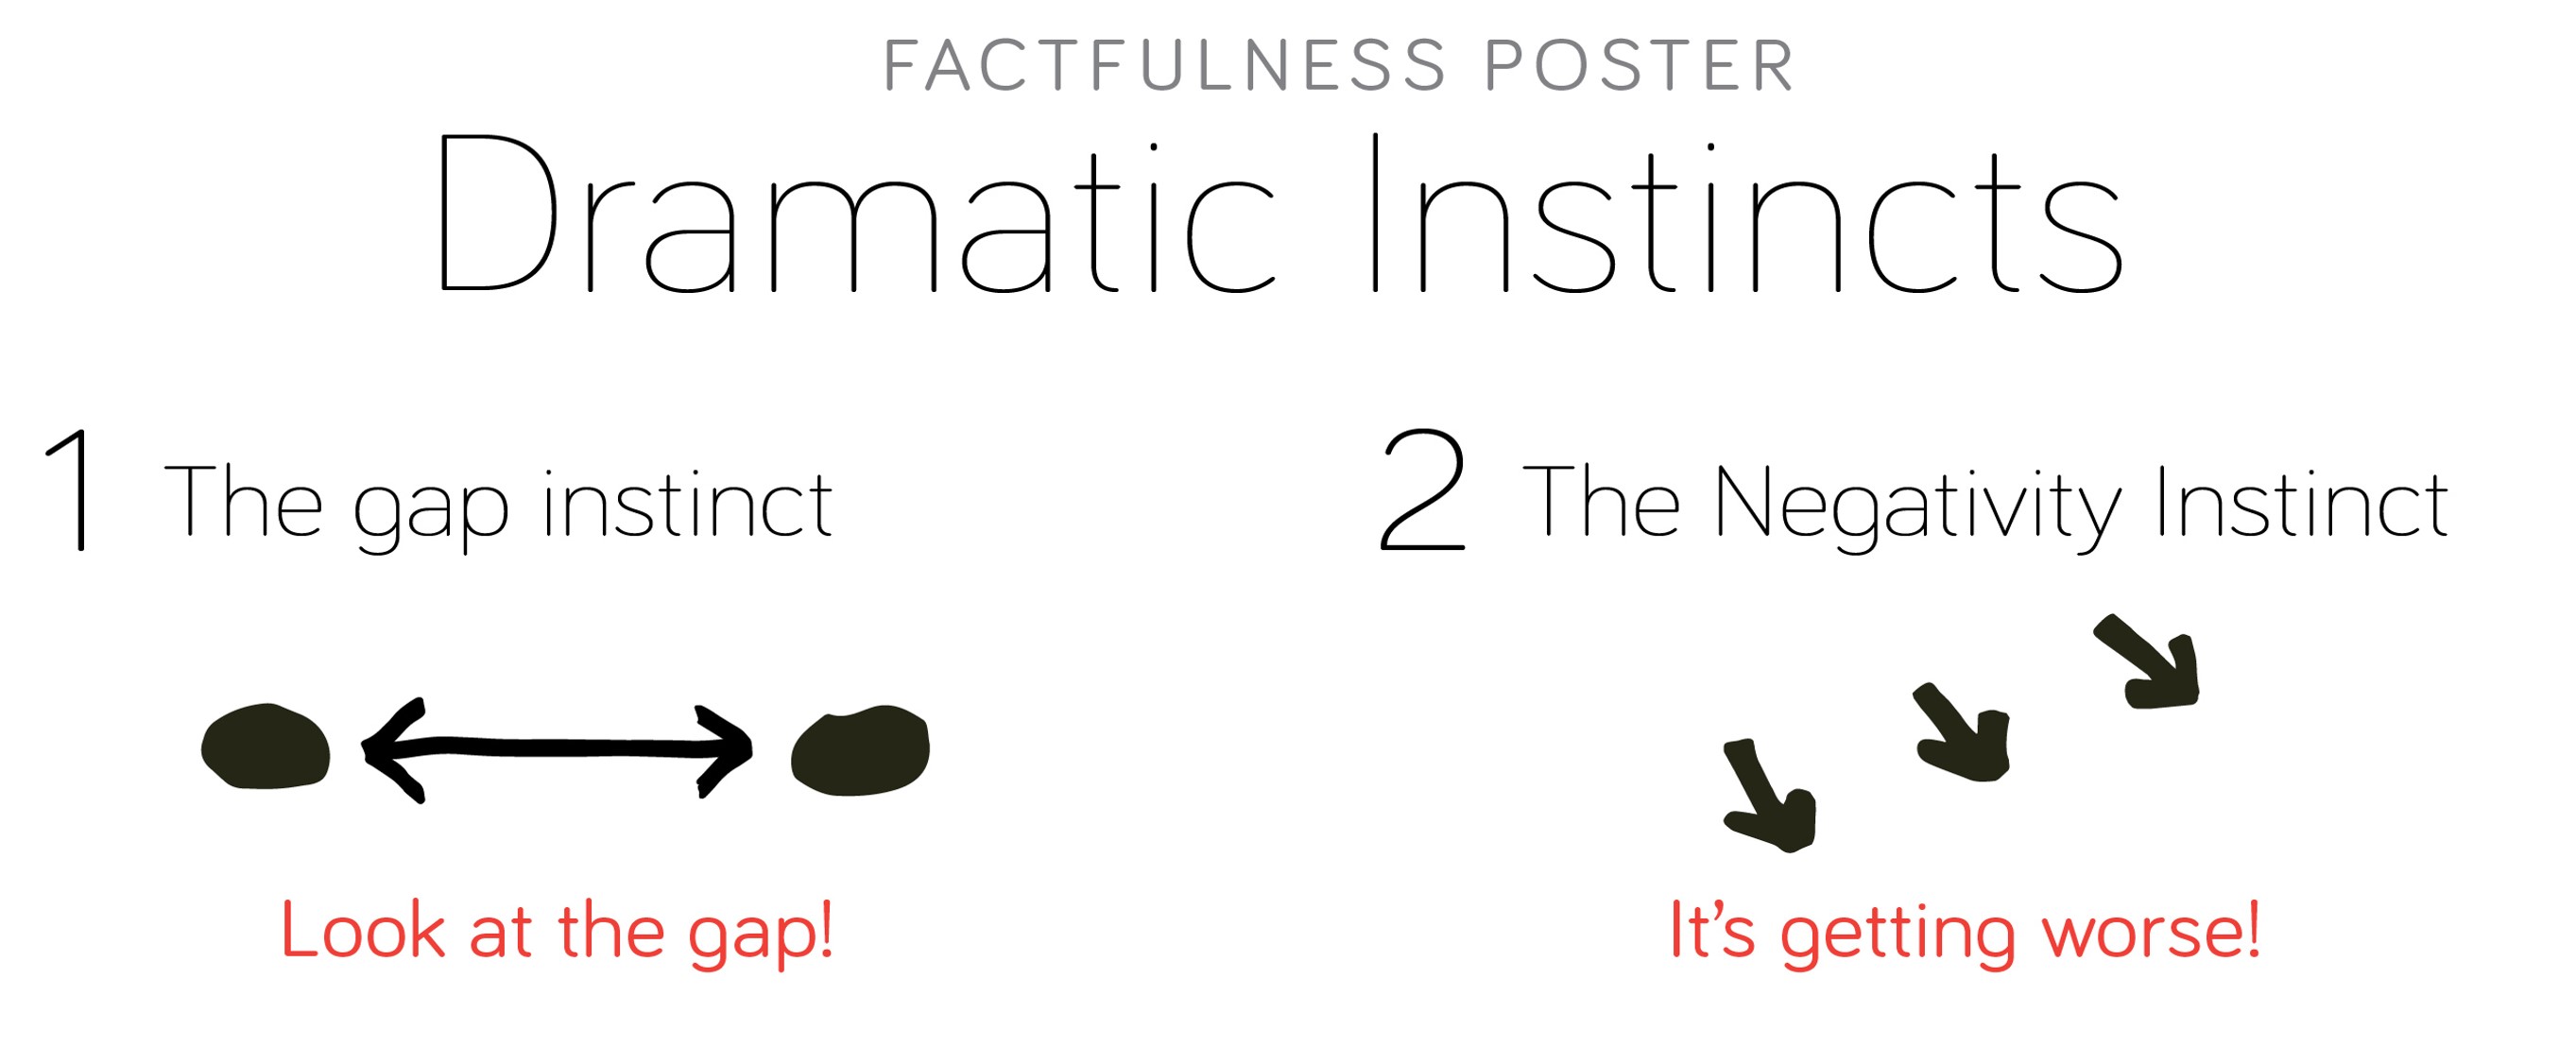 FACTFULNESS POSTER
Dramatic Instincts
1 The gap instinct
Look at the gap!
2 The Negativity Instinct
It’s getting worse!